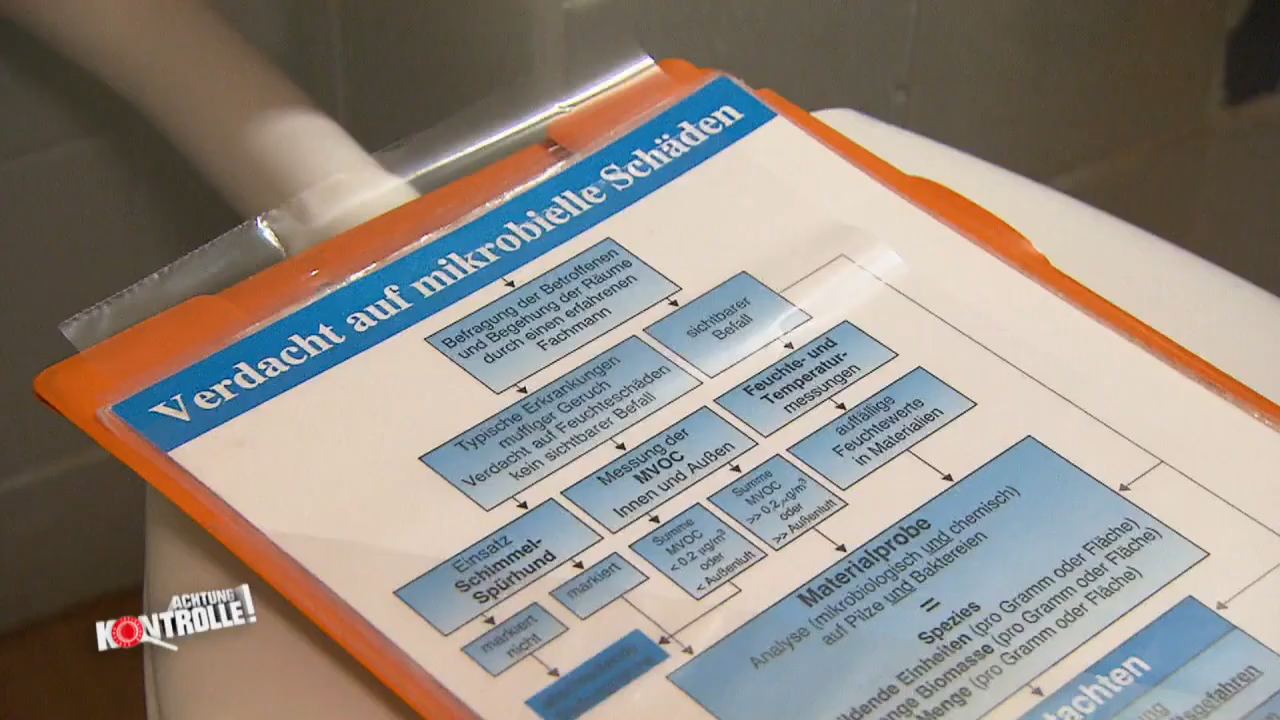 Verdacht auf mikrobielle Schäden
Befragung der Betroffenen
und Begehung der Räume
durch einen erfahrenen
Fachmann
sichtbarer
Befall
Typische Erkrankungen
muffiger Geruch
Verdacht auf Feuchteschäden
kein sichtbarer Befall
Feuchte- und
Temperatur-
messungen
Messung der
MVOC
Innen und Außen
auffällige
Feuchtewerte
in Materialien
Einsatz
Schimmel-
Spürhund
Summe
MVOC
< 0.2 µg/m³
oder
< Außenluft
Summe
MVOC
>> 0,2 µg/m³
oder
>> Außenluft
markiert
markiert
nicht
Materialprobe
Analyse (mikrobiologisch und chemisch)
auf Pilze und Bakterien
=
Spezies
ldende Einheiten (pro Gramm oder Fläche)
nge Biomasse (pro Gramm oder Fläche)
Menge (pro Gramm oder Fläche)
tachten
gefahren
ACHTUNG
KONTROLLE!